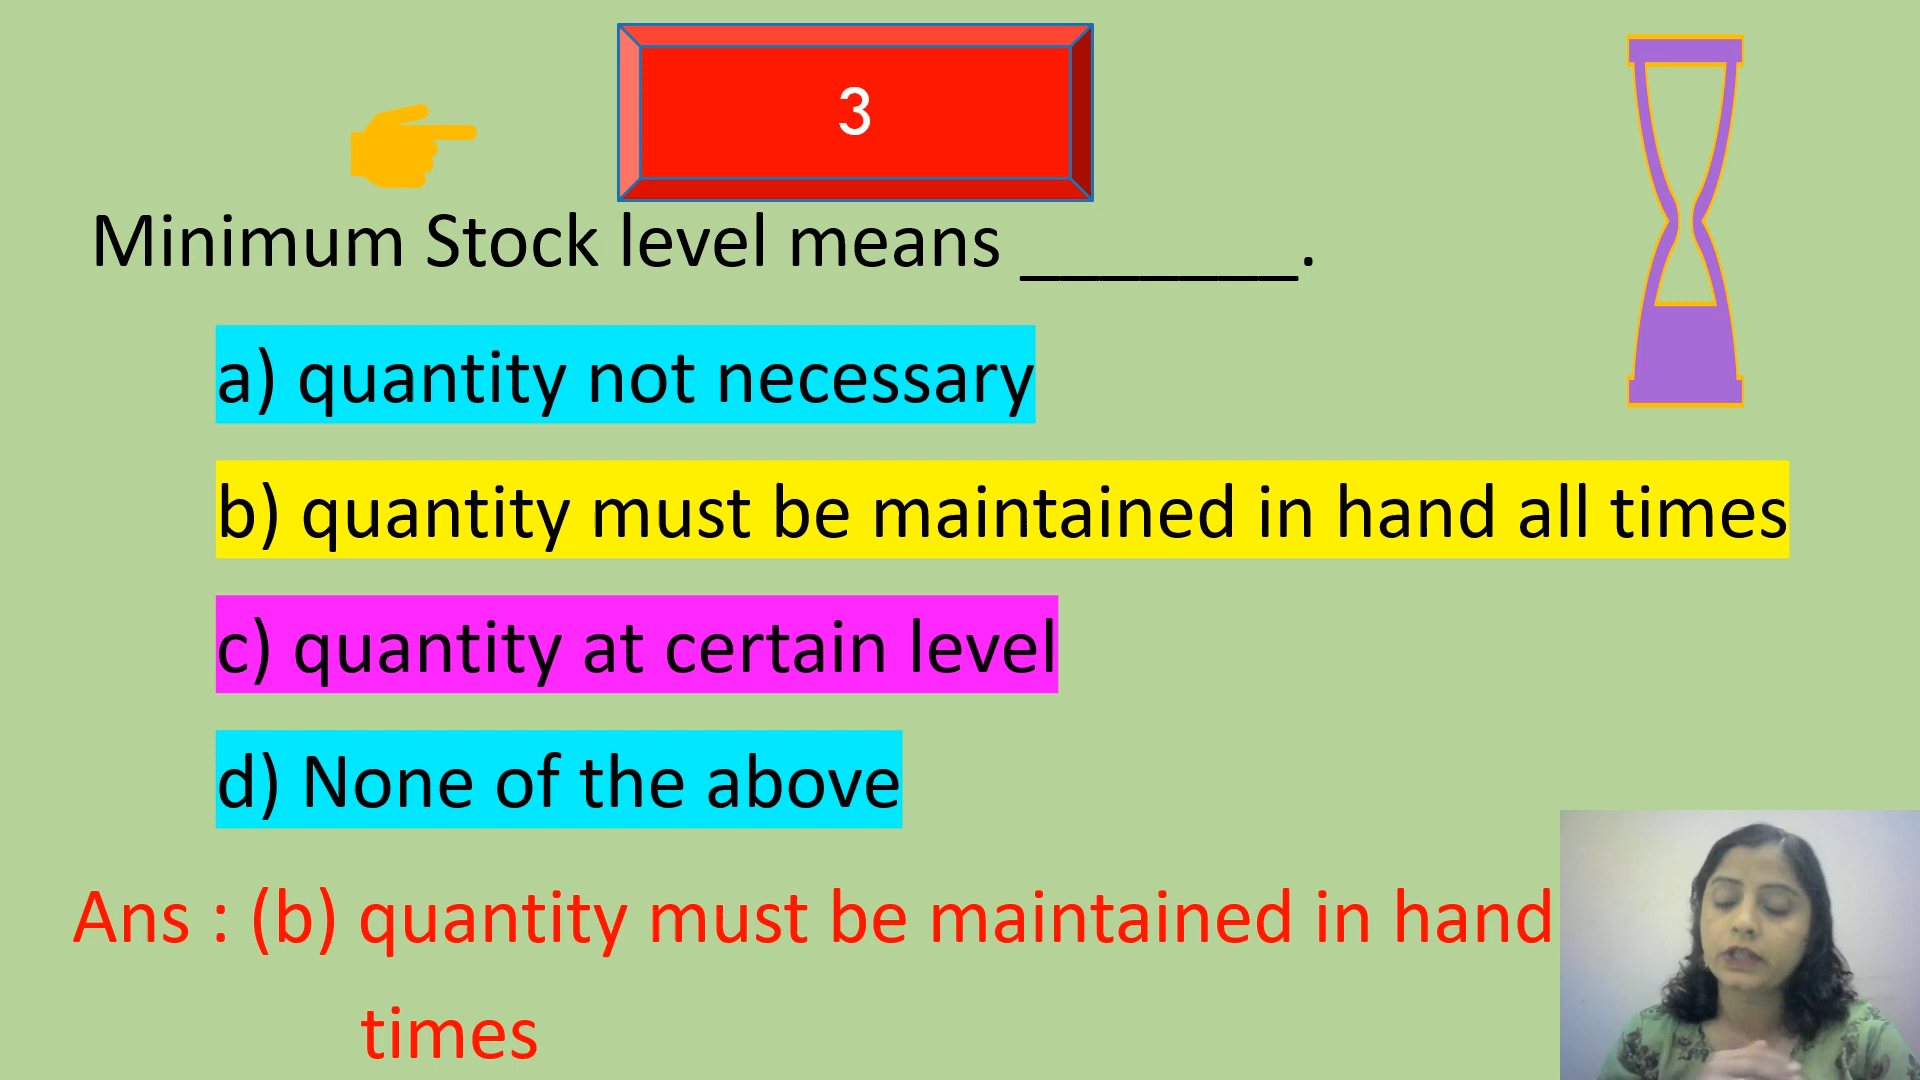 3
Minimum Stock level means _______.
a) quantity not necessary
b) quantity must be maintained in hand all times
c) quantity at certain level
d) None of the above
Ans : (b) quantity must be maintained in hand
times